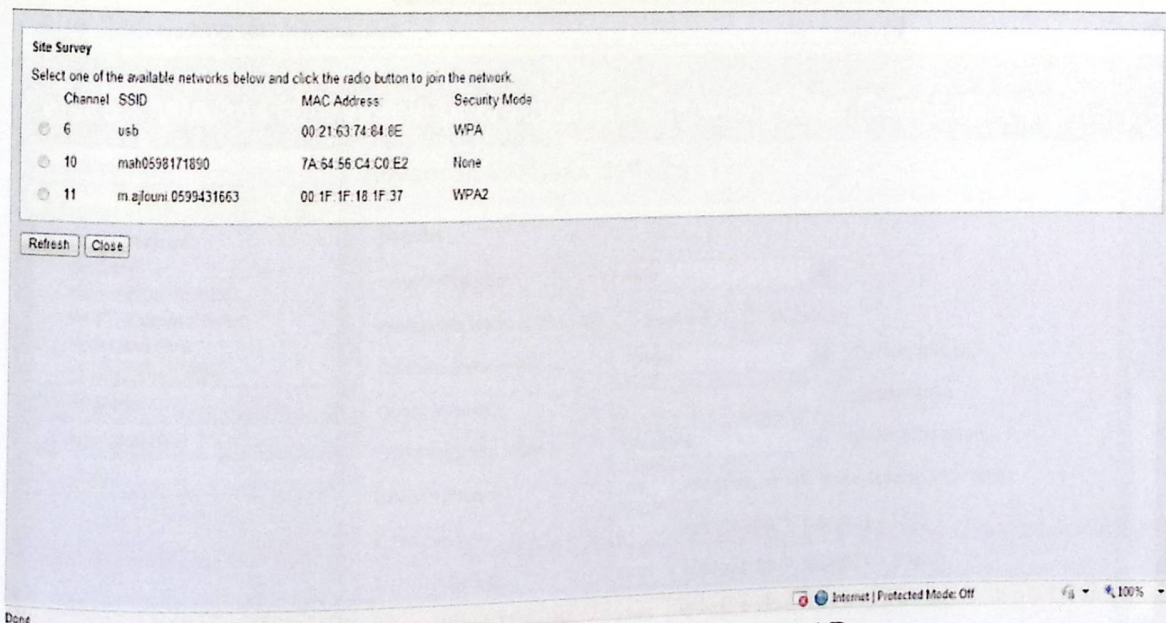 Site Survey
Select one of the available networks below and click the radio button to join the network.
Channel SSID MAC Address: Security Mode
6 usb 00:21:63:74:84:8E WPA
10 mah0598171890 7A:64:56:C4:C0:E2 None
11 m.ajlouni.0599431663 00:1F:1F:18:1F:37 WPA2
Refresh Close
Internet | Protected Mode: Off 100%
Done